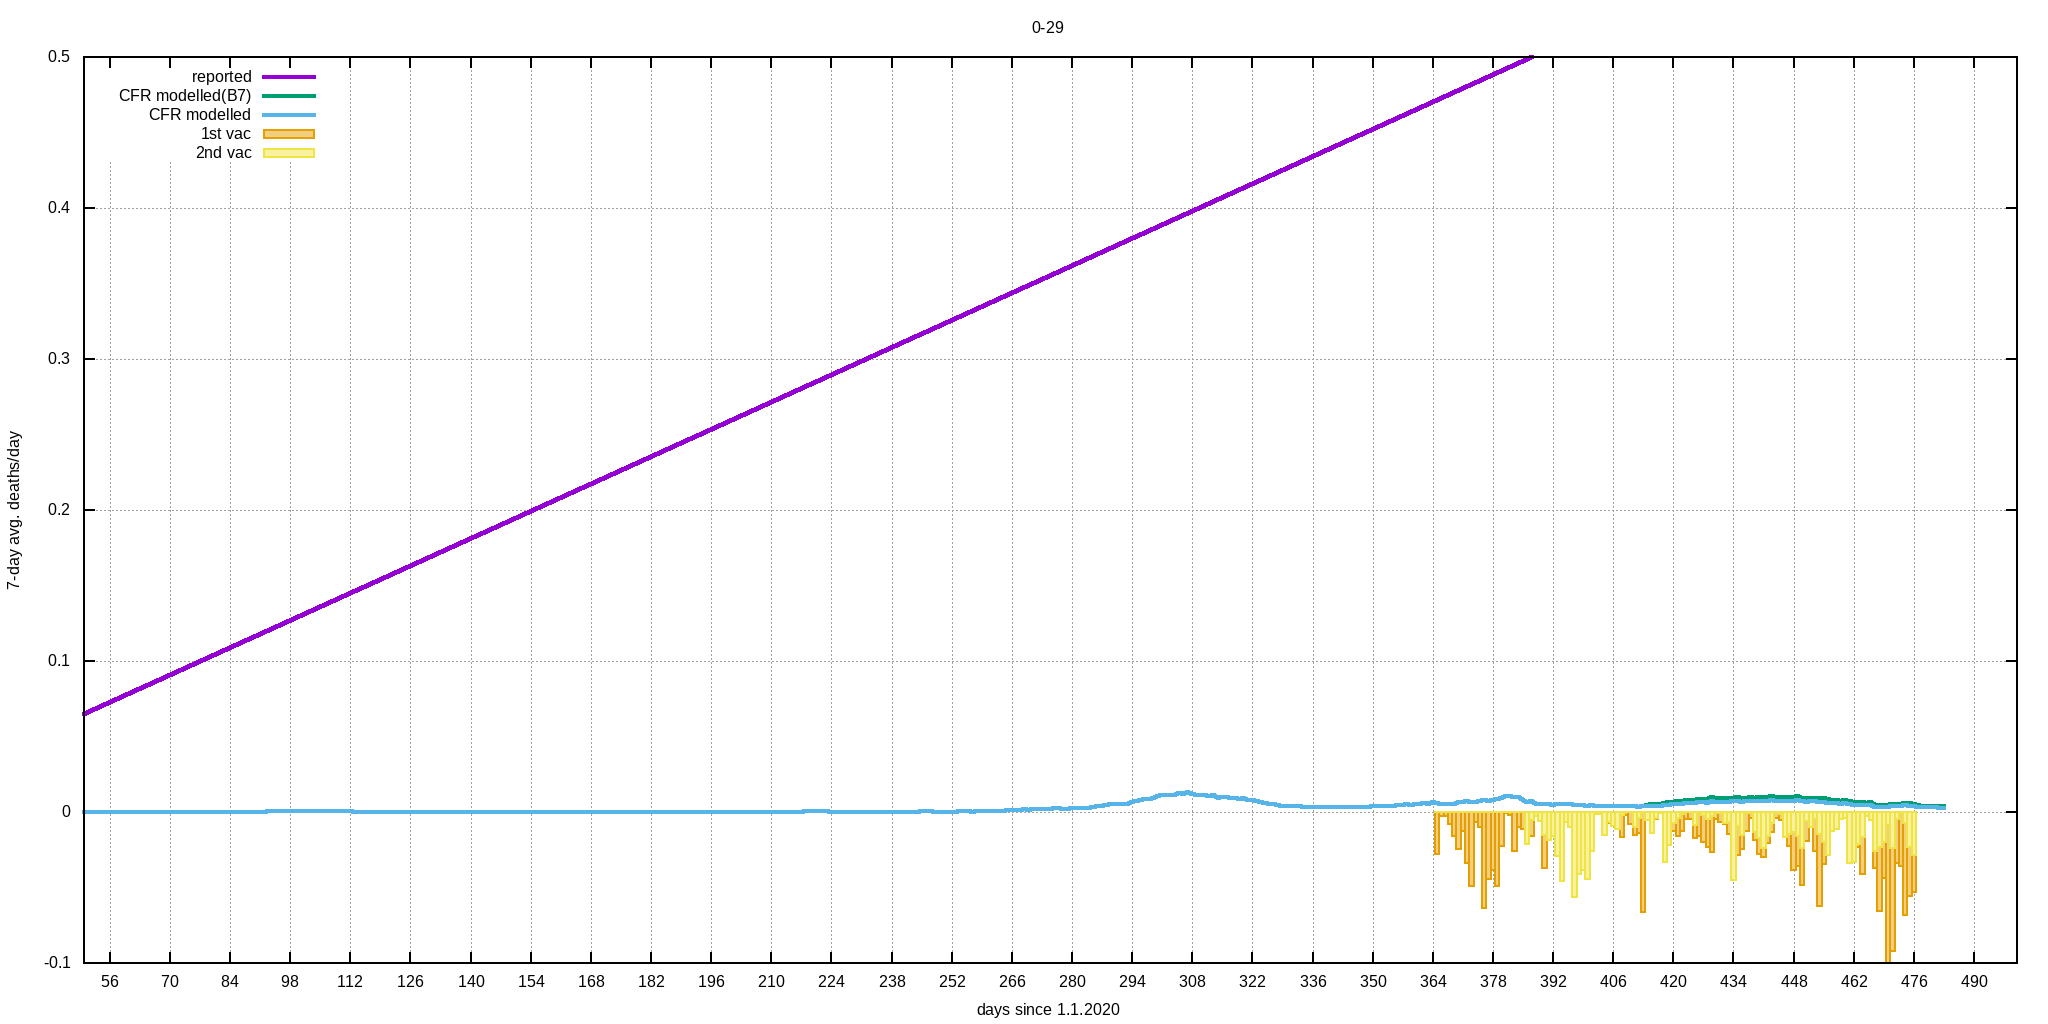 0-29
reported
CFR modelled(B7)
CFR modelled
1st vac
2nd vac
0.5
0.4
0.3
0.2
0.1
0
-0.1
7-day avg. deaths/day
56 70 84 98 112 126 140 154 168 182 196 210 224 238 252 266 280 294 308 322 336 350 364 378 392 406 420 434 448 462 476 490
days since 1.1.2020